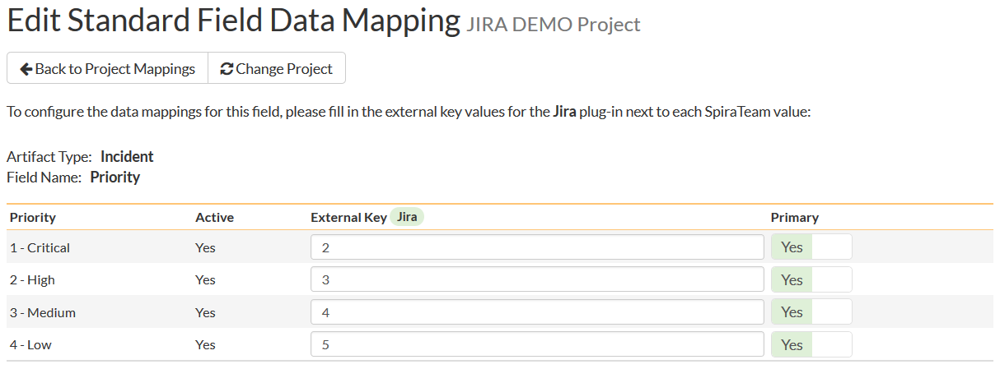 Edit Standard Field Data Mapping JIRA DEMO Project
Back to Project Mappings Change Project
To configure the data mappings for this field, please fill in the external key values for the Jira plug-in next to each SpiraTeam value:
Artifact Type: Incident
Field Name: Priority
Priority Active External Key Jira Primary
1 - Critical Yes 2 Yes
2 - High Yes 3 Yes
3 - Medium Yes 4 Yes
4 - Low Yes 5 Yes